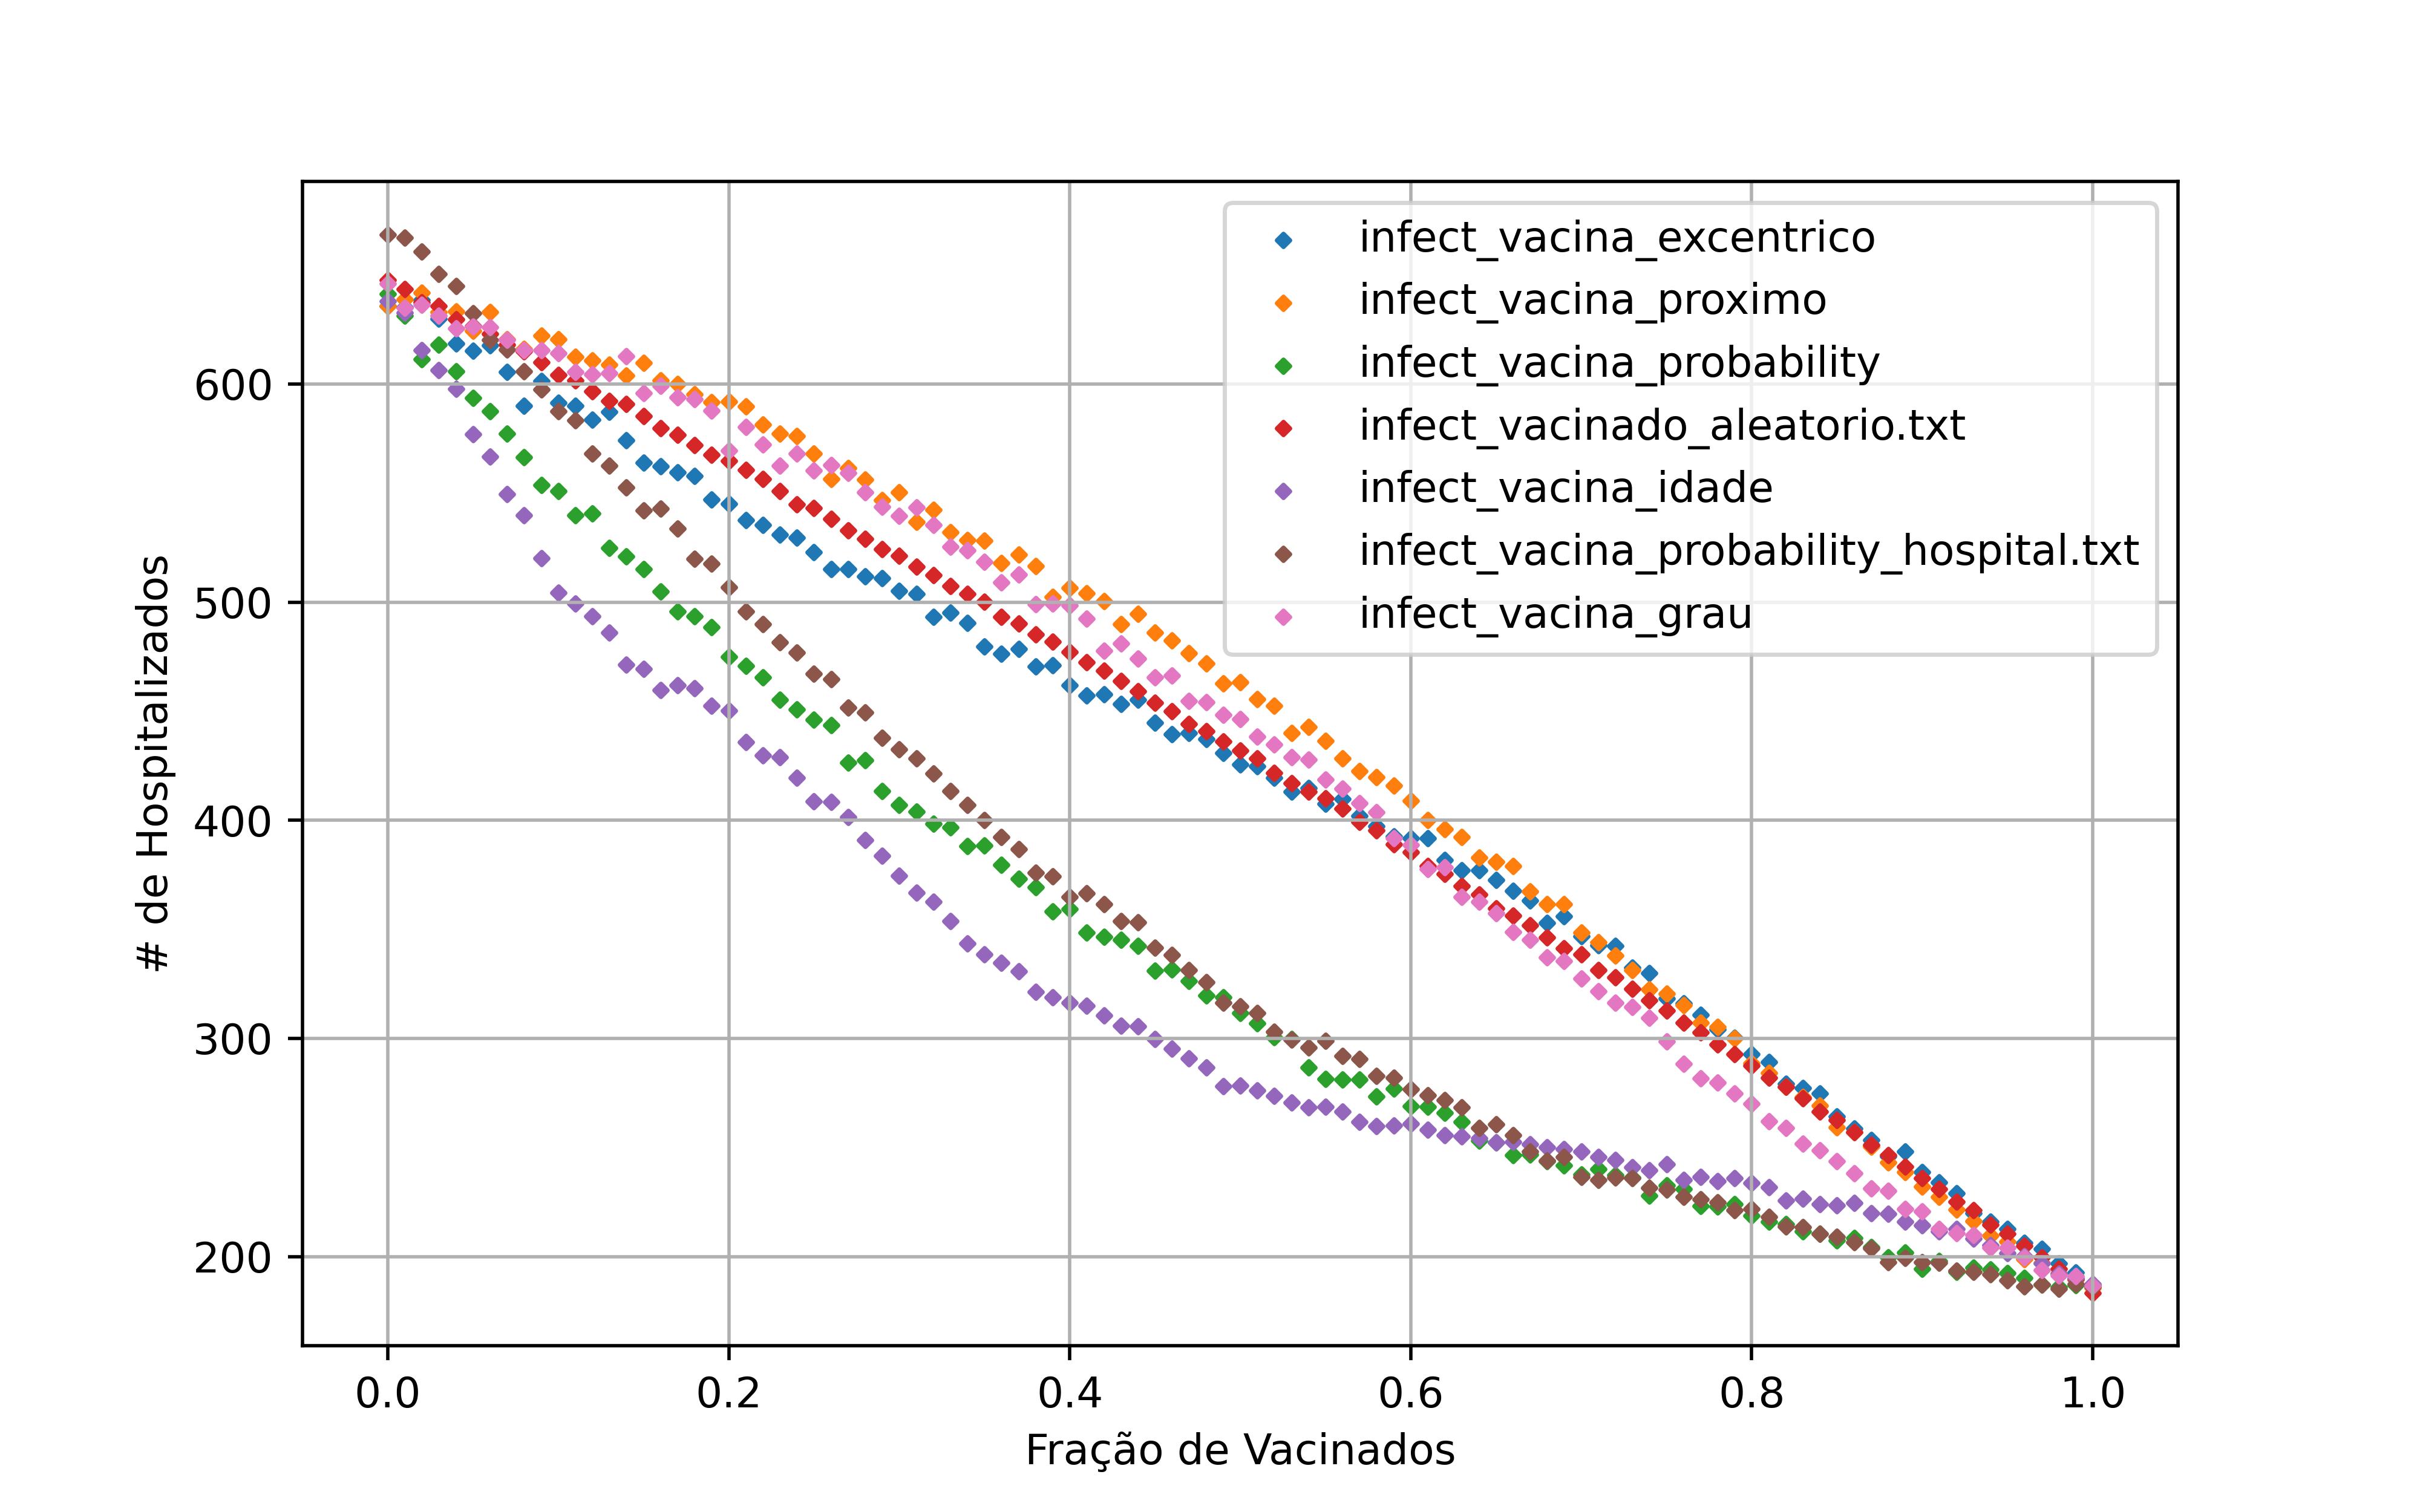 infect_vacina_excentrico
infect_vacina_proximo
infect_vacina_probability
infect_vacinado_aleatorio.txt
infect_vacina_idade
infect_vacina_probability_hospital.txt
infect_vacina_grau
# de Hospitalizados
600
500
400
300
200
0.0 0.2 0.4 0.6 0.8 1.0
Fração de Vacinados